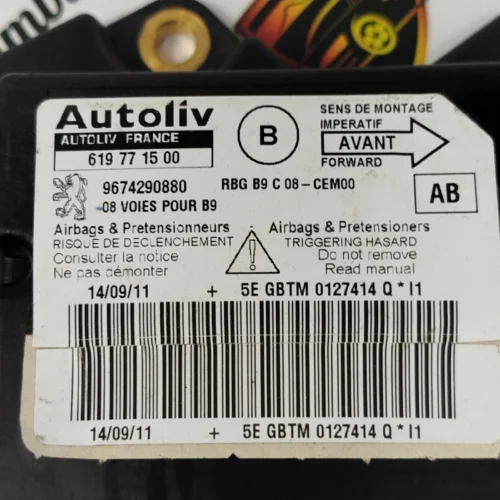 Autoliv
AUTOLIV FRANCE
619 77 15 00
B
SENS DE MONTAGE
IMPERATIF
AVANT
FORWARD
9674290880 RBG B9 C 08-CEM00
08 VOIES POUR B9
AB
Airbags & Pretensionneurs
RISQUE DE DECLENCHEMENT
Consulter la notice
Ne pas démonter
Airbags & Pretensioners
TRIGGERING HASARD
Do not remove
Read manual
14/09/11 + 5E GBTM 0127414 Q * I1
14/09/11 + 5E GBTM 0127414 Q * I1